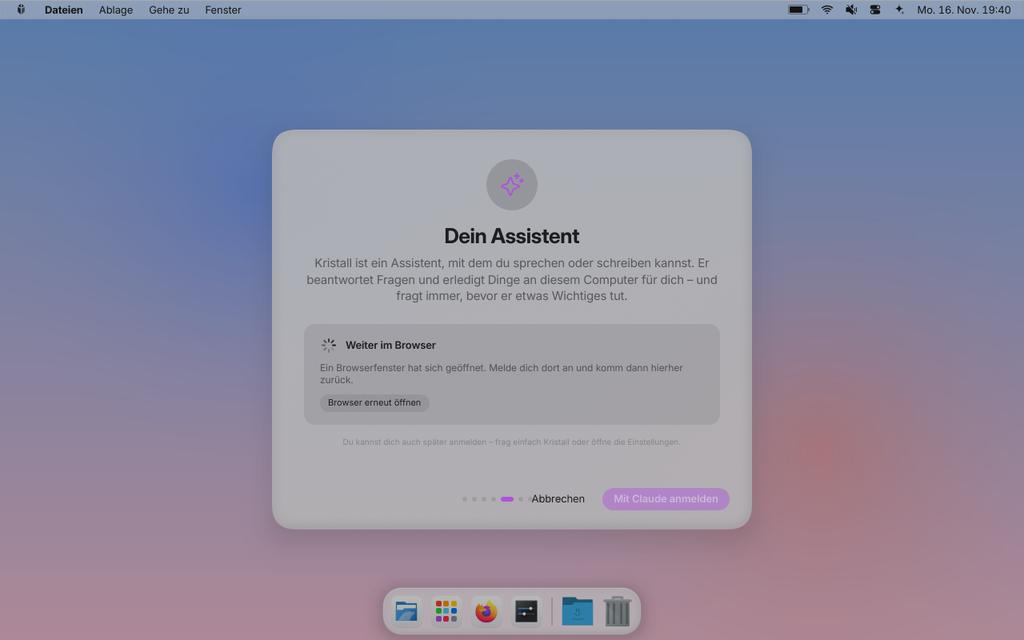 Dateien Ablage Gehe zu Fenster Mo. 16. Nov. 19:40
Dein Assistent
Kristall ist ein Assistent, mit dem du sprechen oder schreiben kannst. Er
beantwortet Fragen und erledigt Dinge an diesem Computer für dich – und
fragt immer, bevor er etwas Wichtiges tut.
Weiter im Browser
Ein Browserfenster hat sich geöffnet. Melde dich dort an und komm dann hierher
zurück.
Browser erneut öffnen
Du kannst dich auch später anmelden – frag einfach Kristall oder öffne die Einstellungen.
Abbrechen Mit Claude anmelden